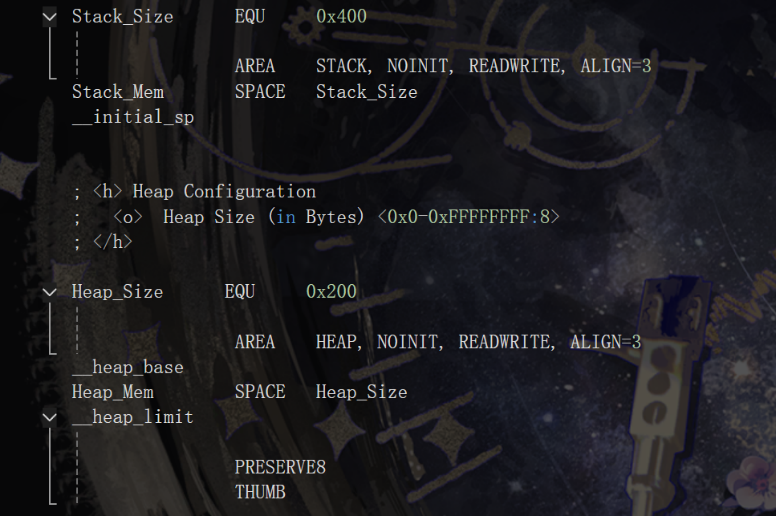 Stack_Size EQU 0x400
AREA STACK, NOINIT, READWRITE, ALIGN=3
Stack_Mem SPACE Stack_Size
__initial_sp
; <h> Heap Configuration
; <o> Heap Size (in Bytes) <0x0-0xFFFFFFFF:8>
; </h>
Heap_Size EQU 0x200
AREA HEAP, NOINIT, READWRITE, ALIGN=3
__heap_base
Heap_Mem SPACE Heap_Size
__heap_limit
PRESERVE8
THUMB